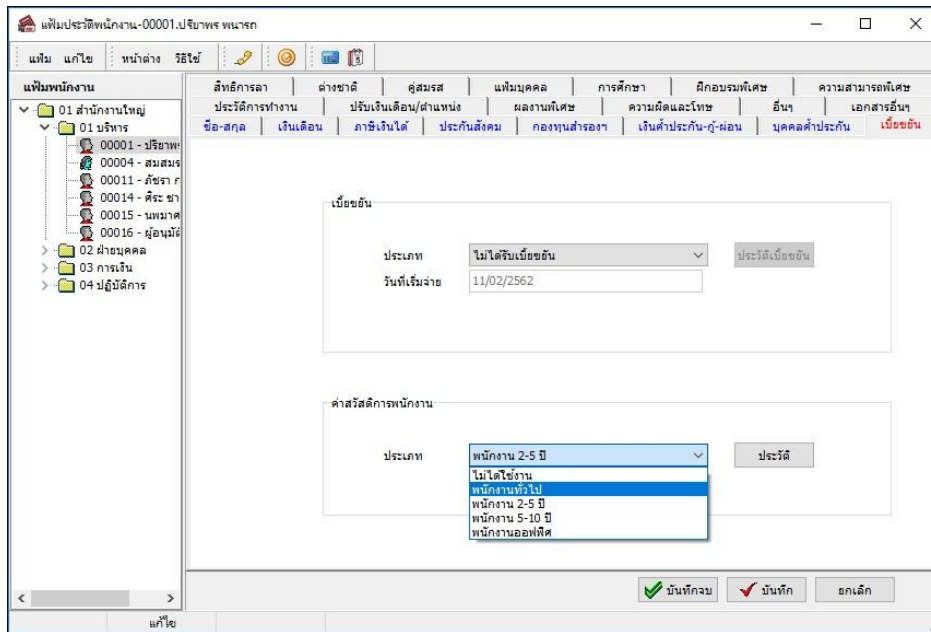 แฟ้มประวัติพนักงาน-00001.ปรียาพร พนารถ
แฟ้ม แก้ไข หน้าต่าง วิธีใช้
แฟ้มพนักงาน
01 สำนักงานใหญ่
01 บริหาร
00001 - ปรียาพร
00004 - สมสมร
00011 - ภัชรา ก
00014 - ศิระ ชา
00015 - นพมาศ
00016 - ผู้อนุมัติ
02 ฝ่ายบุคคล
03 การเงิน
04 ปฏิบัติการ
สิทธิการลา ต่างชาติ คู่สมรส แฟ้มบุคคล การศึกษา ฝึกอบรมพิเศษ ความสามารถพิเศษ
ประวัติการทำงาน ปรับเงินเดือน/ตำแหน่ง ผลงานพิเศษ ความผิดและโทษ อื่นๆ เอกสารอื่นๆ
ชื่อ-สกุล เงินเดือน ภาษีเงินได้ ประกันสังคม กองทุนสำรองฯ เงินค้ำประกัน-กู้-ผ่อน บุคคลค้ำประกัน เบี้ยขยัน
เบี้ยขยัน
ประเภท ไม่ได้รับเบี้ยขยัน ประวัติเบี้ยขยัน
วันที่เริ่มจ่าย 11/02/2562
ค่าสวัสดิการพนักงาน
ประเภท พนักงาน 2-5 ปี ประวัติ
ไม่ได้ใช้งาน
พนักงานทั่วไป
พนักงาน 2-5 ปี
พนักงาน 5-10 ปี
พนักงานออฟฟิศ
บันทึกจบ บันทึก ยกเลิก
แก้ไข